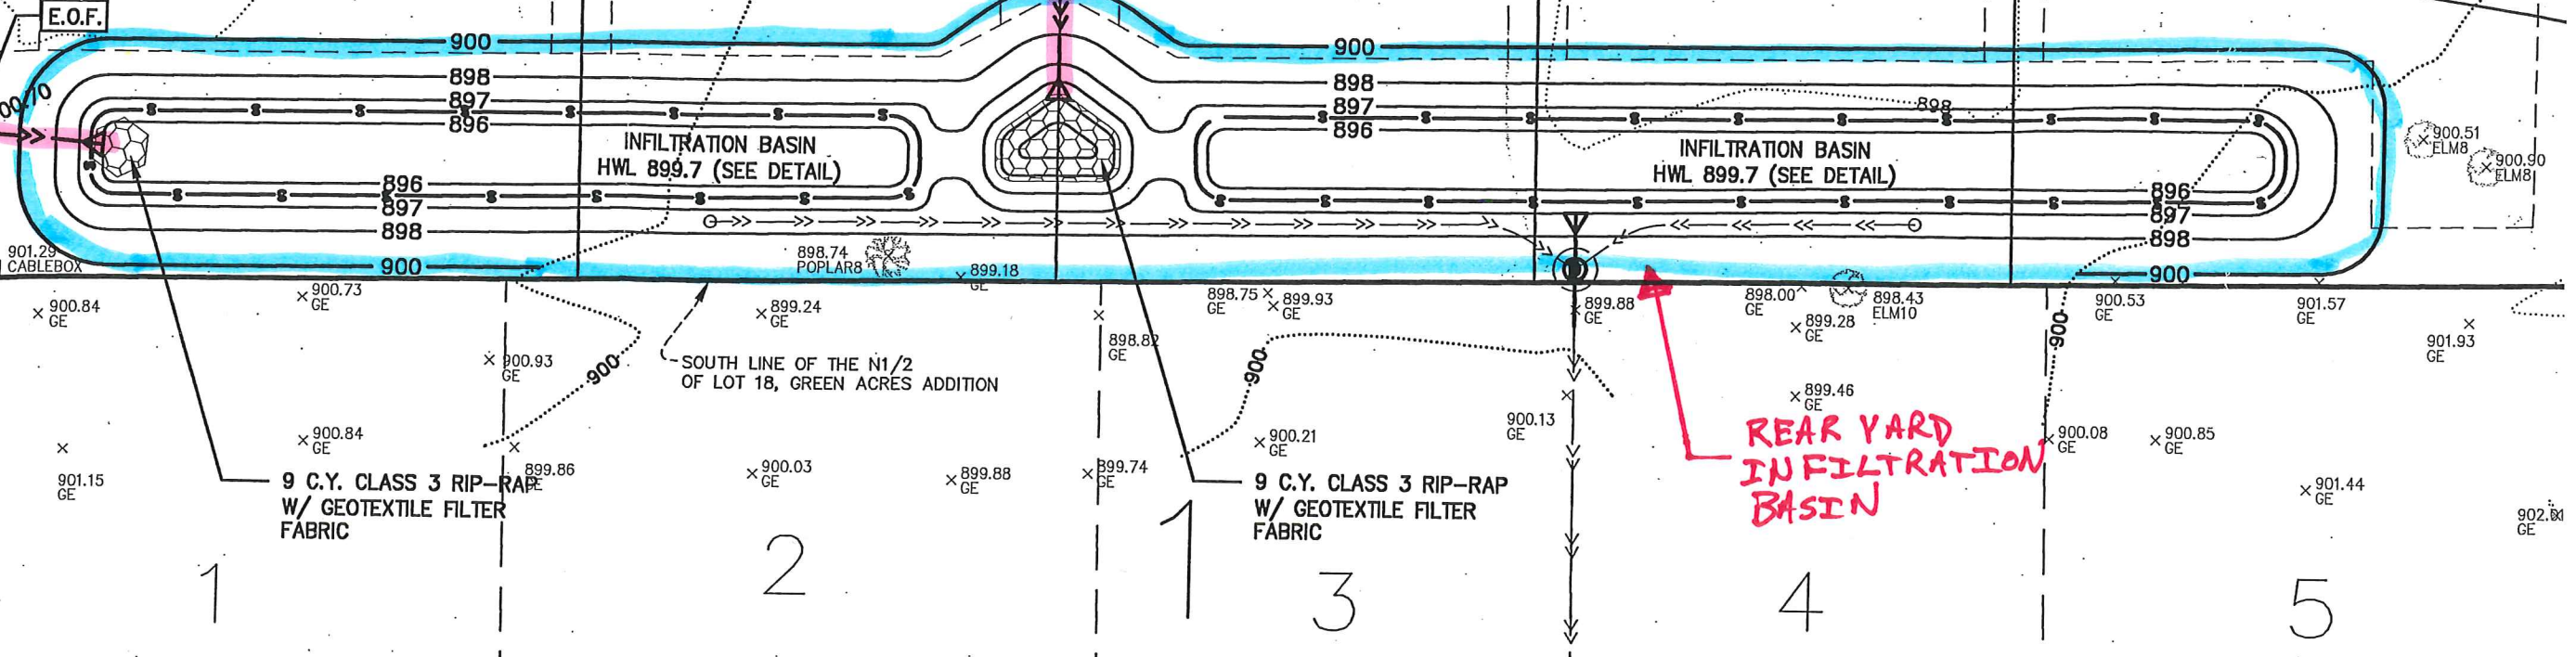 E.O.F.
900
900
898
898
897
897
898
896
896
INFILTRATION BASIN
HWL 899.7 (SEE DETAIL)
INFILTRATION BASIN
HWL 899.7 (SEE DETAIL)
900.51
ELM8
900.90
ELM8
896
897
898
900
896
897
898
900
901.29
CABLEBOX
898.74
POPLAR8
899.18
GE
900.84
GE
900.73
GE
899.24
GE
898.75
899.93
GE
899.88
GE
898.00
GE
898.43
ELM10
899.28
GE
900.53
GE
901.57
GE
901.93
GE
900.93
GE
900
SOUTH LINE OF THE N1/2
OF LOT 18, GREEN ACRES ADDITION
GE
900
900
899.46
GE
900.13
GE
900.84
GE
901.15
GE
899.86
900.03
GE
899.88
GE
899.74
GE
900.21
GE
900.08
GE
900.85
GE
901.44
GE
GE
REAR YARD
INFILTRATION
BASIN
9 C.Y. CLASS 3 RIP-RAP
W/ GEOTEXTILE FILTER
FABRIC
9 C.Y. CLASS 3 RIP-RAP
W/ GEOTEXTILE FILTER
FABRIC
1
2
1
3
4
5